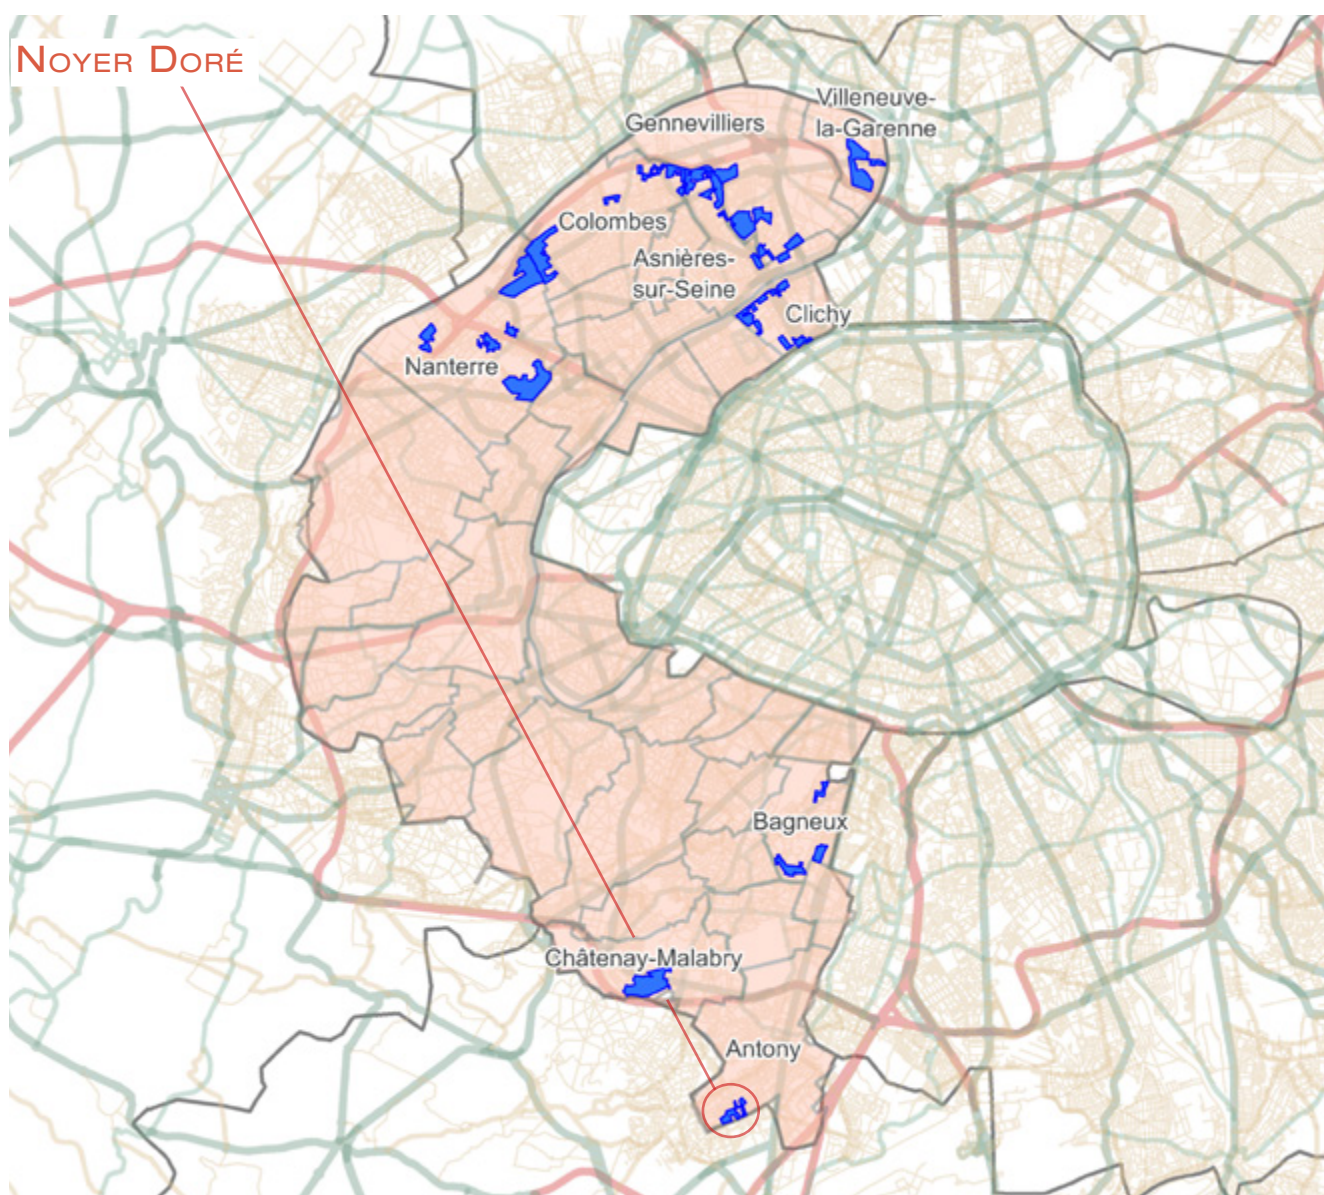 NOYER DORÉ
Villeneuve-
la-Garenne
Gennevilliers
Colombes
Asnières-
sur-Seine
Clichy
Nanterre
Bagneux
Châtenay-Malabry
Antony